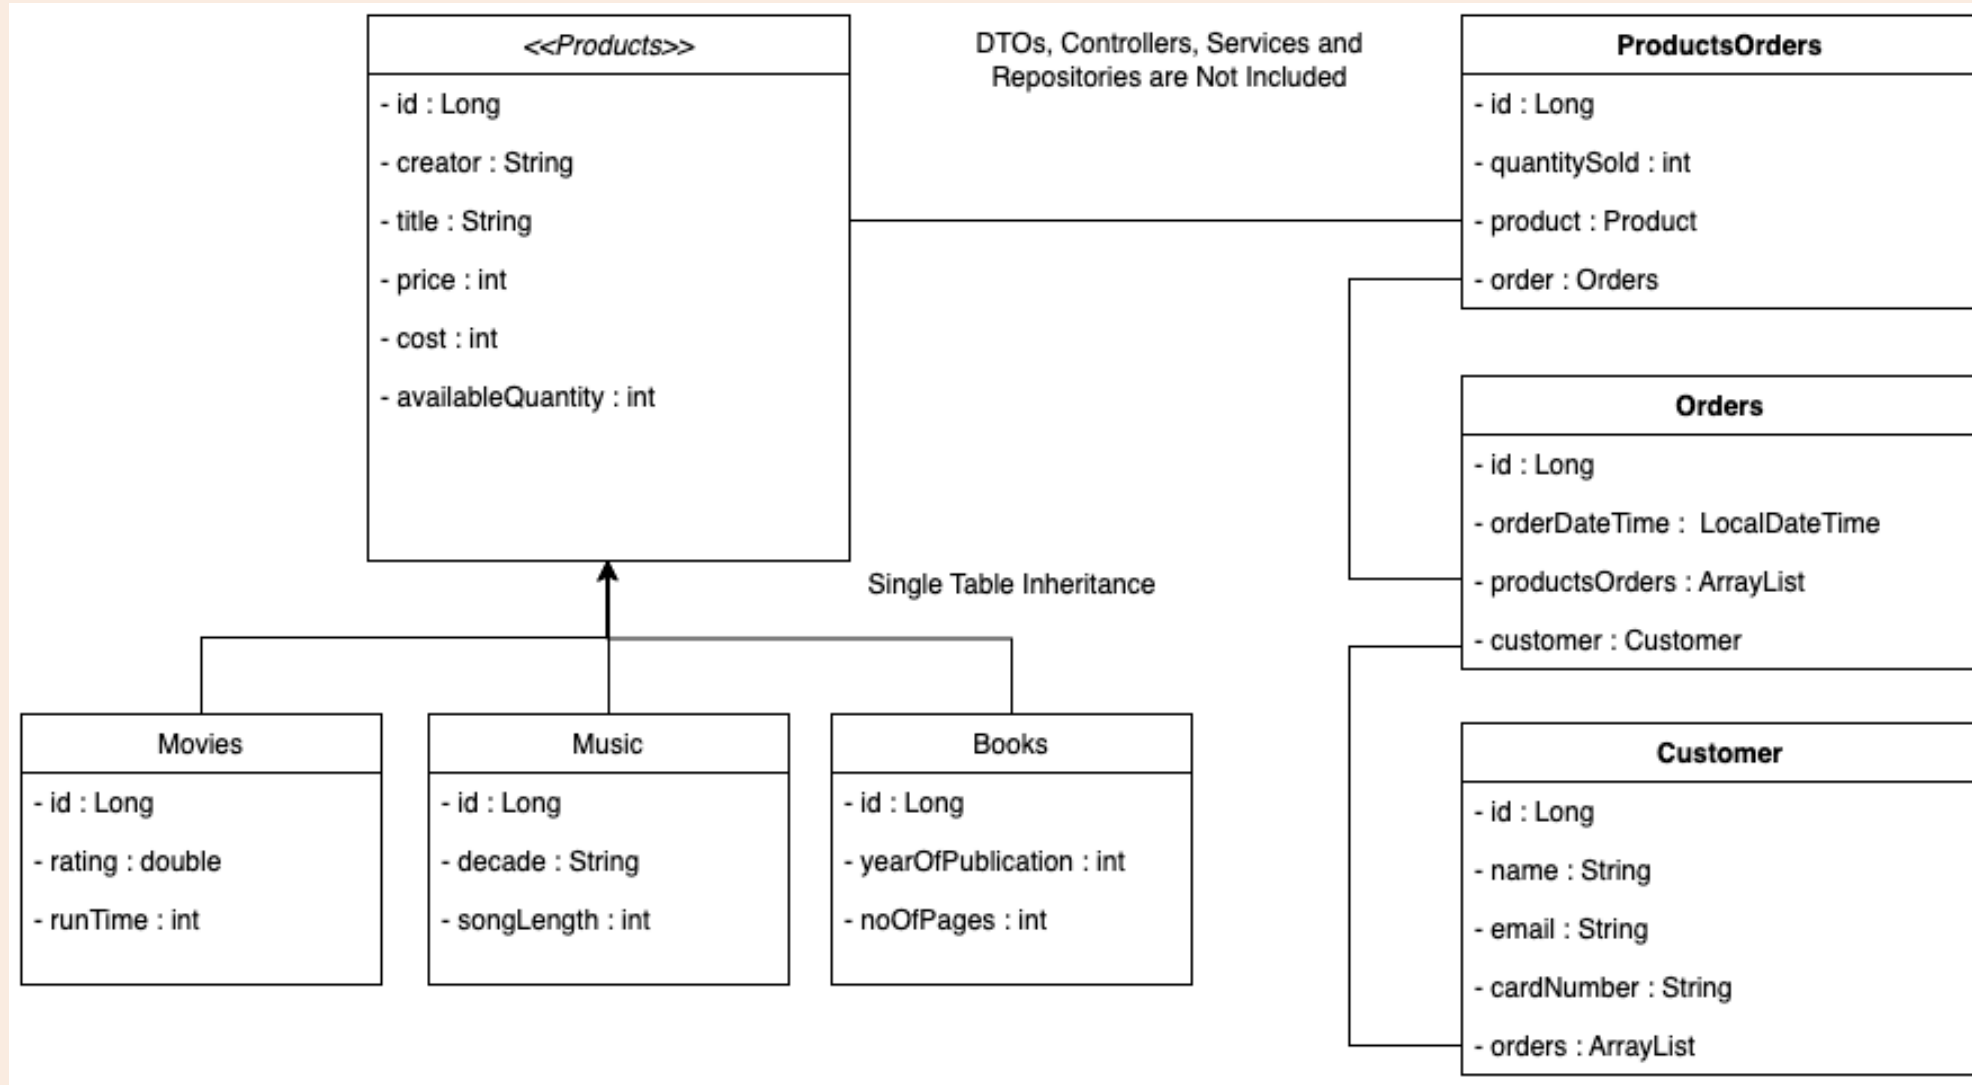 <<Products>>
- id : Long
- creator : String
- title : String
- price : int
- cost : int
- availableQuantity : int
DTOs, Controllers, Services and
Repositories are Not Included
ProductsOrders
- id : Long
- quantitySold : int
- product : Product
- order : Orders
Orders
- id : Long
- orderDateTime :  LocalDateTime
- productsOrders : ArrayList
- customer : Customer
Single Table Inheritance
Movies
- id : Long
- rating : double
- runTime : int
Music
- id : Long
- decade : String
- songLength : int
Books
- id : Long
- yearOfPublication : int
- noOfPages : int
Customer
- id : Long
- name : String
- email : String
- cardNumber : String
- orders : ArrayList